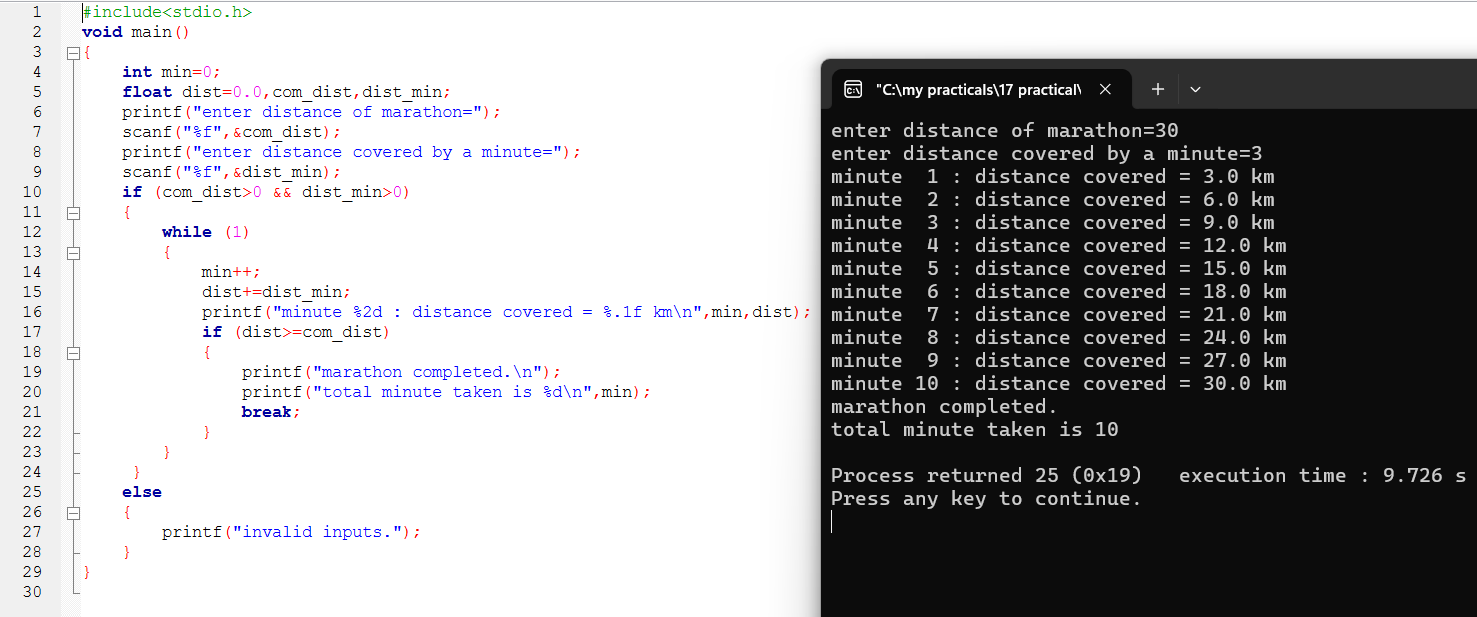 1 #include<stdio.h>
2 void main()
3 {
4     int min=0;
5     float dist=0.0,com_dist,dist_min;
6     printf("enter distance of marathon=");
7     scanf("%f",&com_dist);
8     printf("enter distance covered by a minute=");
9     scanf("%f",&dist_min);
10     if (com_dist>0 && dist_min>0)
11     {
12         while (1)
13         {
14             min++;
15             dist+=dist_min;
16             printf("minute %2d : distance covered = %.1f km\n",min,dist);
17             if (dist>=com_dist)
18             {
19                 printf("marathon completed.\n");
20                 printf("total minute taken is %d\n",min);
21                 break;
22             }
23         }
24      }
25     else
26     {
27         printf("invalid inputs.");
28     }
29 }
30
"C:\my practicals\17 practical\
enter distance of marathon=30
enter distance covered by a minute=3
minute  1 : distance covered = 3.0 km
minute  2 : distance covered = 6.0 km
minute  3 : distance covered = 9.0 km
minute  4 : distance covered = 12.0 km
minute  5 : distance covered = 15.0 km
minute  6 : distance covered = 18.0 km
minute  7 : distance covered = 21.0 km
minute  8 : distance covered = 24.0 km
minute  9 : distance covered = 27.0 km
minute 10 : distance covered = 30.0 km
marathon completed.
total minute taken is 10
Process returned 25 (0x19)   execution time : 9.726 s
Press any key to continue.